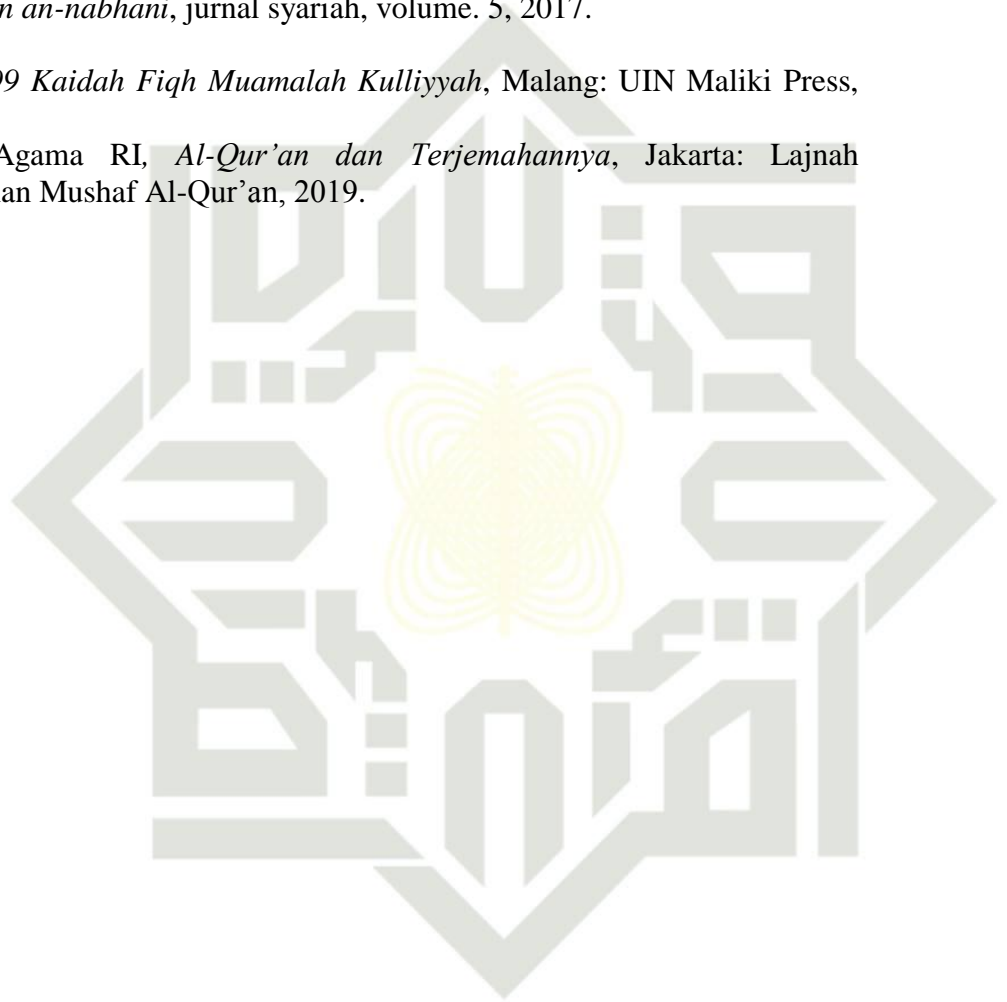 n an-nabhani, jurnal syariah, volume. 5, 2017.
99 Kaidah Fiqh Muamalah Kulliyyah, Malang: UIN Maliki Press,
Agama RI, Al-Qur’an dan Terjemahannya, Jakarta: Lajnah
an Mushaf Al-Qur’an, 2019.